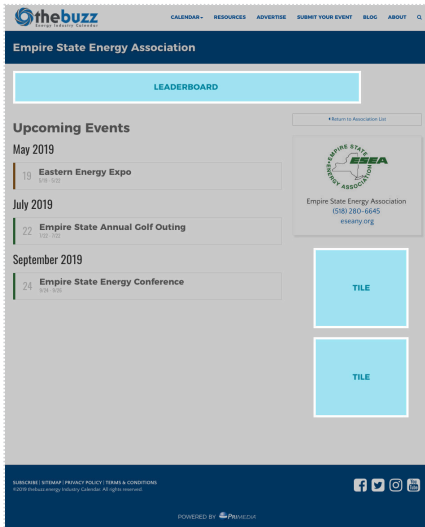 thebuzz
Energy Industry Calendar
CALENDAR
RESOURCES
ADVERTISE
SUBMIT YOUR EVENT
BLOG
ABOUT
Empire State Energy Association
LEADERBOARD
Return to Association List
Upcoming Events
May 2019
19 Eastern Energy Expo
July 2019
22 Empire State Annual Golf Outing
September 2019
24 Empire State Energy Conference
EMPIRE STATE
ESEA
ENERGY ASSOCIATION
Empire State Energy Association
(518) 280-6645
eseany.org
TILE
TILE
SUBSCRIBE | SITEMAP | PRIVACY POLICY | TERMS & CONDITIONS
©2019 thebuzz.energy Industry Calendar. All rights reserved.
You
Tube
POWERED BY PRIMEDIA